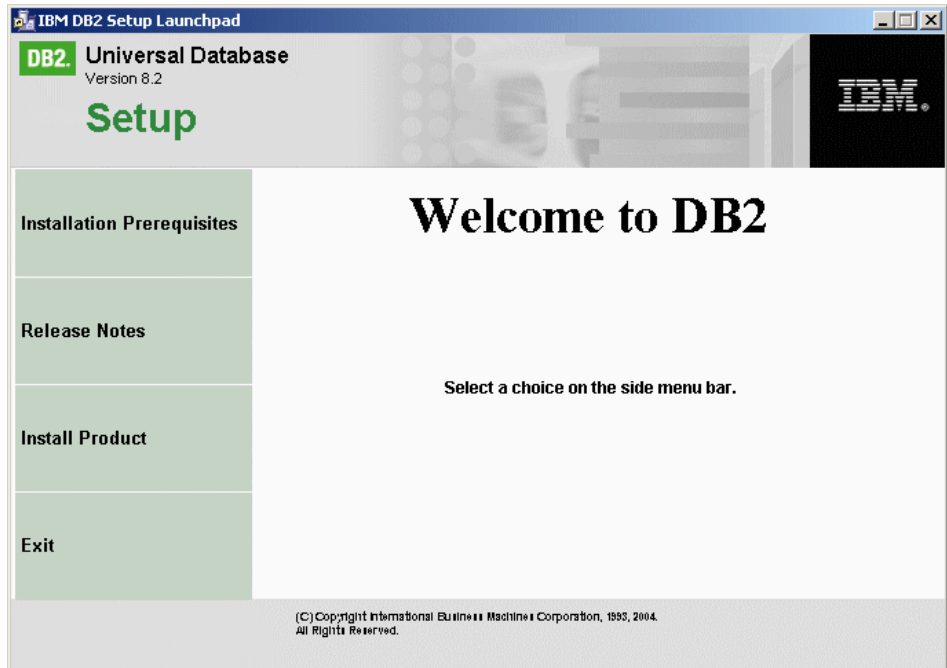 IBM DB2 Setup Launchpad
DB2. Universal Database
Version 8.2
Setup
IBM®
Installation Prerequisites
Welcome to DB2
Release Notes
Select a choice on the side menu bar.
Install Product
Exit
(C) Copyright International Business Machines Corporation, 1993, 2004.
All Rights Reserved.